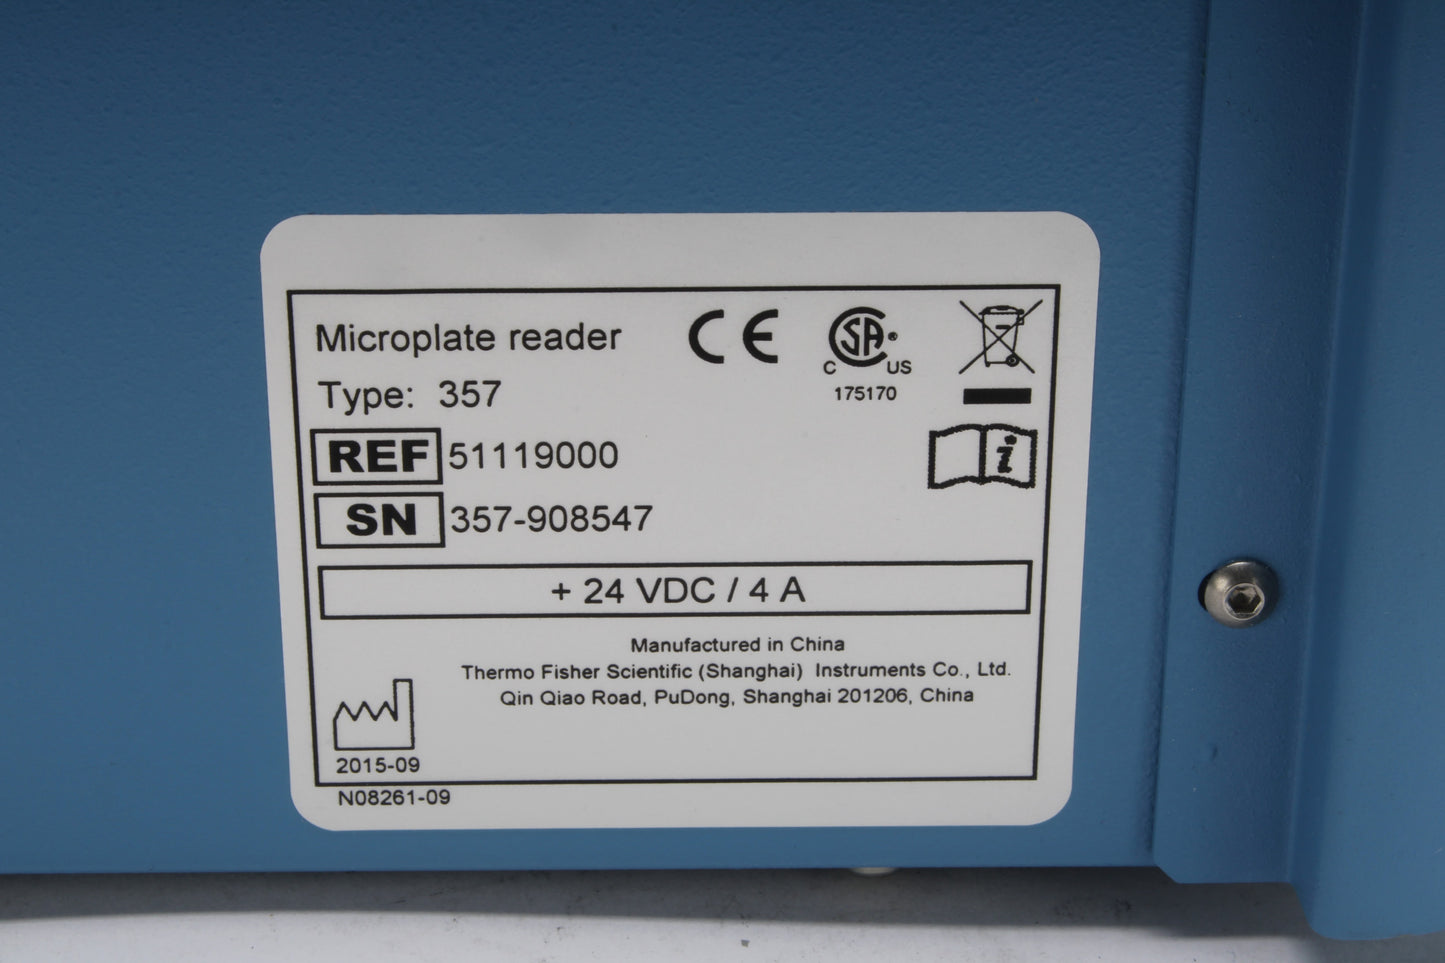 Microplate reader
Type: 357
REF 51119000
SN 357-908547
CE
CSA®
C US
175170
i
+ 24 VDC / 4 A
Manufactured in China
Thermo Fisher Scientific (Shanghai) Instruments Co., Ltd.
Qin Qiao Road, PuDong, Shanghai 201206, China
2015-09
N08261-09